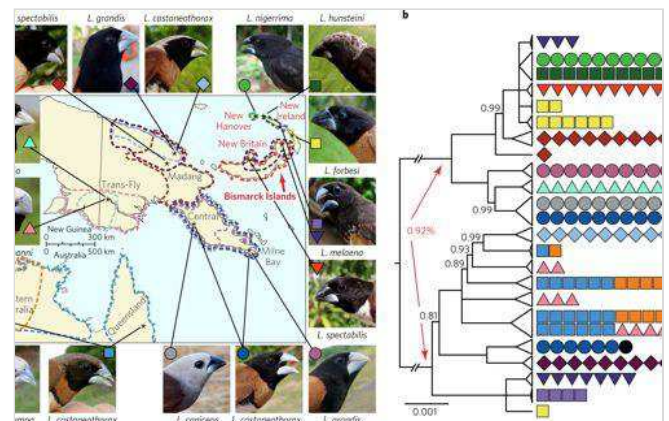 spectabilis
L. grandis
L. castaneothorax
L. nigerrima
L. hunsteini
b
New
Hanover
New
Ireland
New Britain
Bismarck Islands
Madang
Trans-Fly
Central
Milne
Bay
New Guinea
0 300 km
Australia
0 500 km
Queensland
L. forbesi
L. melaena
L. spectabilis
L. caniceps
L. castaneothorax
L. grandis
L. castaneothorax
0.99
0.92%
0.99
0.99
0.93
0.89
0.81
0.001